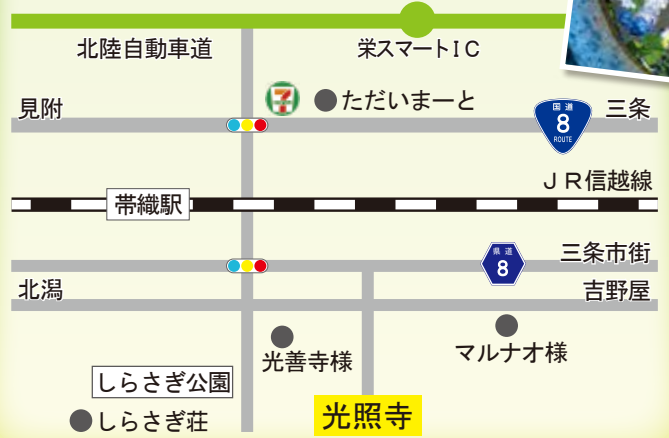 北陸自動車道
栄スマートIC
見附
7
ただいまーと
国道
8
ROUTE
三条
JR信越線
帯織駅
県道
8
三条市街
北潟
吉野屋
光善寺様
マルナオ様
しらさぎ公園
しらさぎ荘
光照寺